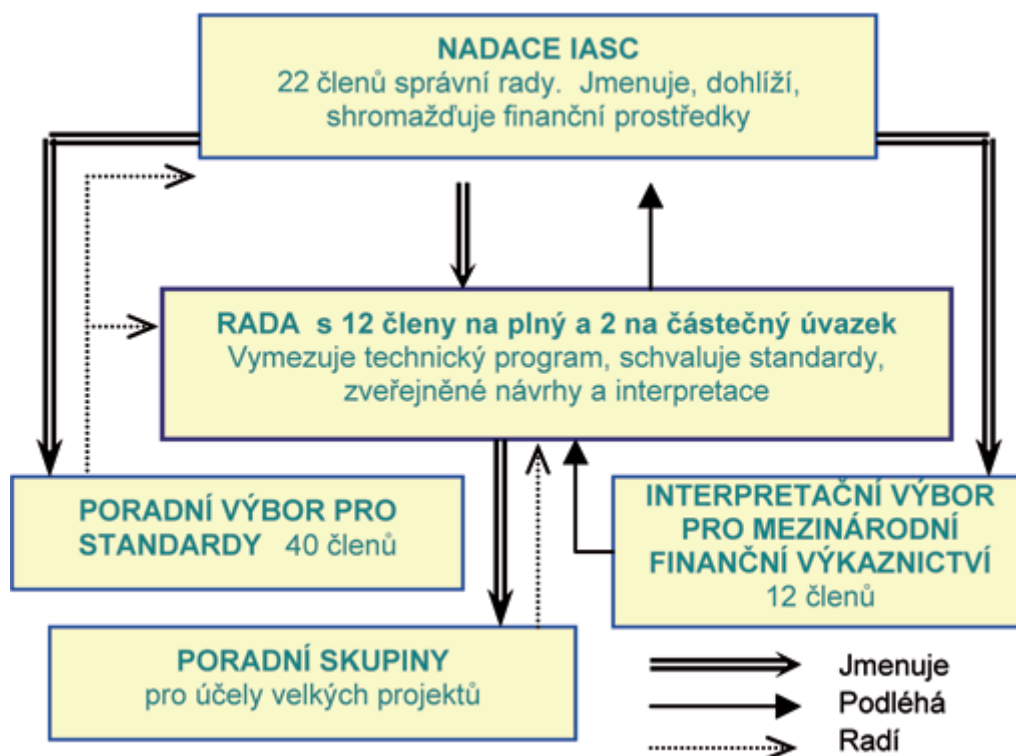 NADACE IASC
22 členů správní rady. Jmenuje, dohlíží,
shromažďuje finanční prostředky
RADA s 12 členy na plný a 2 na částečný úvazek
Vymezuje technický program, schvaluje standardy,
zveřejněné návrhy a interpretace
PORADNÍ VÝBOR PRO
STANDARDY 40 členů
INTERPRETAČNÍ VÝBOR
PRO MEZINÁRODNÍ
FINANČNÍ VÝKAZNICTVÍ
12 členů
PORADNÍ SKUPINY
pro účely velkých projektů
Jmenuje
Podléhá
Radí